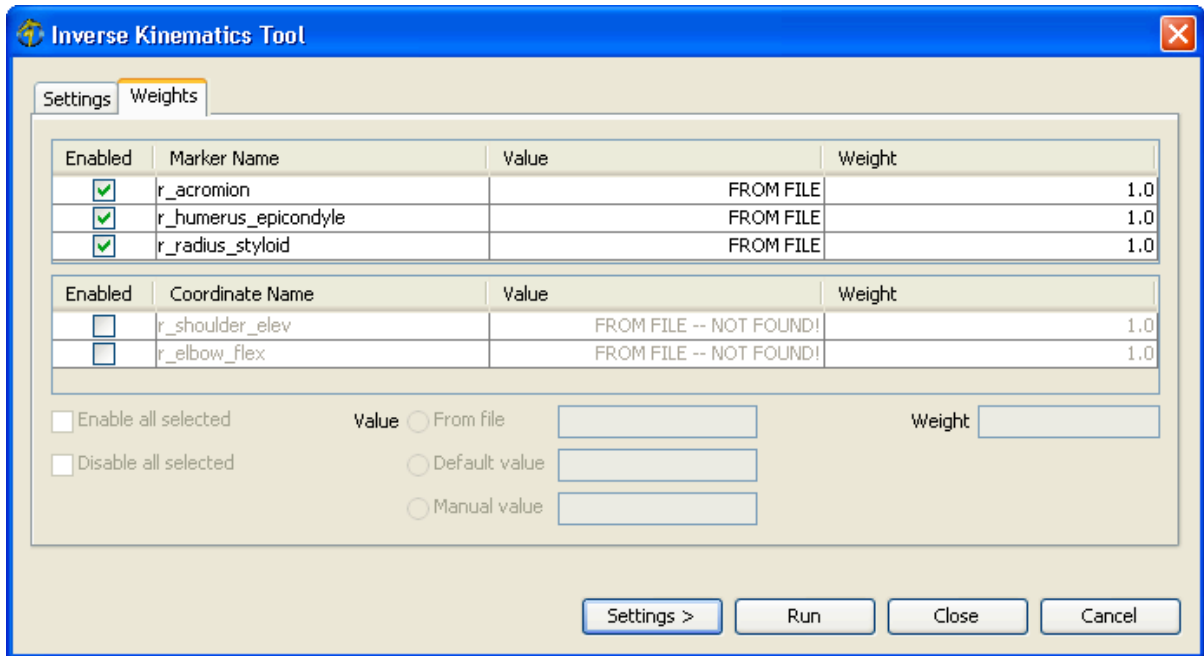 Inverse Kinematics Tool
Settings Weights
Enabled Marker Name Value Weight
r_acromion FROM FILE 1.0
r_humerus_epicondyle FROM FILE 1.0
r_radius_styloid FROM FILE 1.0
Enabled Coordinate Name Value Weight
r_shoulder_elev FROM FILE -- NOT FOUND! 1.0
r_elbow_flex FROM FILE -- NOT FOUND! 1.0
Enable all selected Value From file Weight
Disable all selected Default value
Manual value
Settings > Run Close Cancel